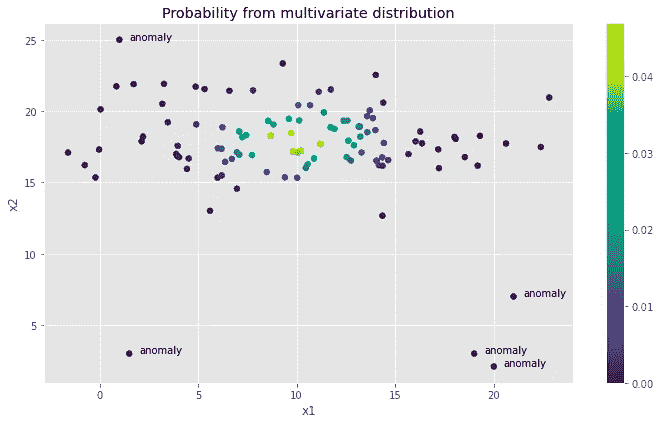 Probability from multivariate distribution
anomaly
anomaly
anomaly
anomaly
anomaly
25
20
15
10
5
x2
0
5
10
15
20
x1
0.04
0.03
0.02
0.01
0.00